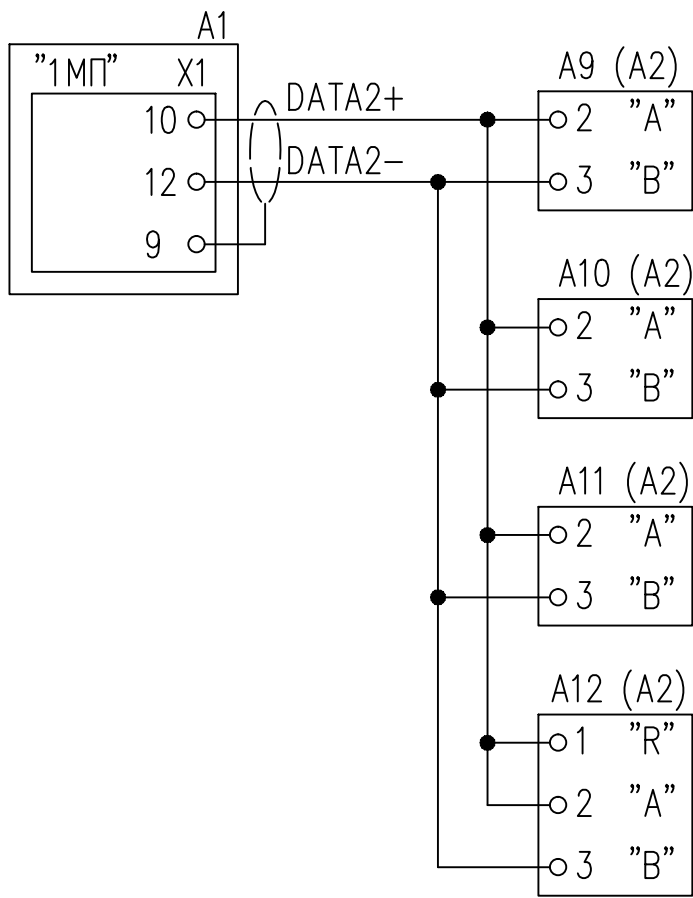 A1
"1МП" X1
10 DATA2+
12 DATA2-
9
A9 (A2)
2 "A"
3 "B"
A10 (A2)
2 "A"
3 "B"
A11 (A2)
2 "A"
3 "B"
A12 (A2)
1 "R"
2 "A"
3 "B"